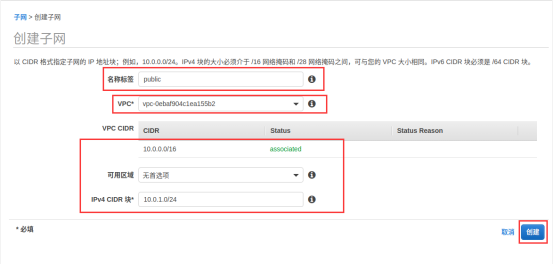 子网 > 创建子网
创建子网
以 CIDR 格式指定子网的 IP 地址块；例如，10.0.0.0/24。IPv4 块的大小必须介于 /16 网络掩码和 /28 网络掩码之间，可与您的 VPC 大小相同。IPv6 CIDR 块必须是 /64 CIDR 块。
名称标签 public
VPC* vpc-0ebaf904c1ea155b2
VPC CIDR CIDR Status Status Reason
10.0.0.0/16 associated
可用区域 无首选项
IPv4 CIDR 块* 10.0.1.0/24
* 必填 取消 创建